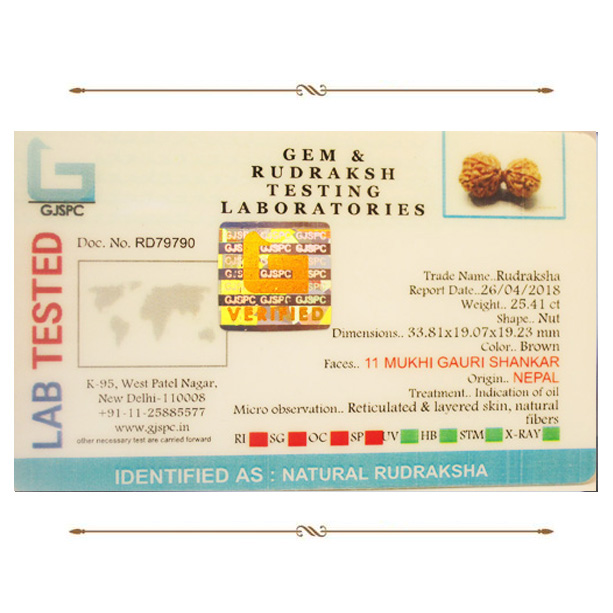 GJSPC
GEM &
RUDRAKSH
TESTING
LABORATORIES
LAB TESTED
Doc. No. RD79790
GJSPC GJSPC GJSPC
VERIFIED
Trade Name..Rudraksha
Report Date..26/04/2018
Weight.. 25.41 ct
Shape.. Nut
Dimensions.. 33.81x19.07x19.23 mm
Color.. Brown
Faces.. 11 MUKHI GAURI SHANKAR
Origin.. NEPAL
Treatment.. Indication of oil
Micro observation.. Reticulated & layered skin, natural
fibers
K-95, West Patel Nagar,
New Delhi-110008
+91-11-25885577
www.gjspc.in
other necessary test are carried forward
RI SG OC SP UV HB STM X-RAY
IDENTIFIED AS : NATURAL RUDRAKSHA